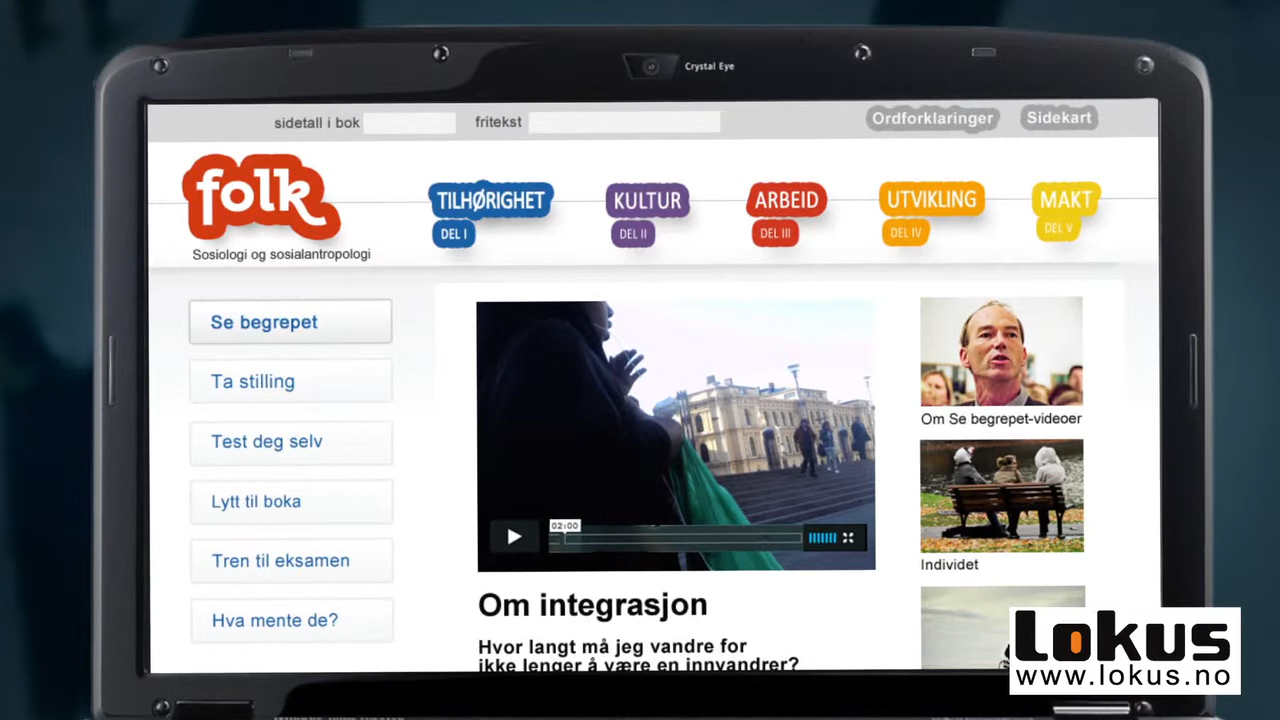 Crystal Eye
sidetall i bok
fritekst
Ordforklaringer
Sidekart
folk
Sosiologi og sosialantropologi
TILHØRIGHET
DEL I
KULTUR
DEL II
ARBEID
DEL III
UTVIKLING
DEL IV
MAKT
DEL V
Se begrepet
Ta stilling
Test deg selv
Lytt til boka
Tren til eksamen
Hva mente de?
02:00
Om integrasjon
Hvor langt må jeg vandre for
ikke lenger å være en innvandrer?
Om Se begrepet-videoer
Individet
Lokus
www.lokus.no